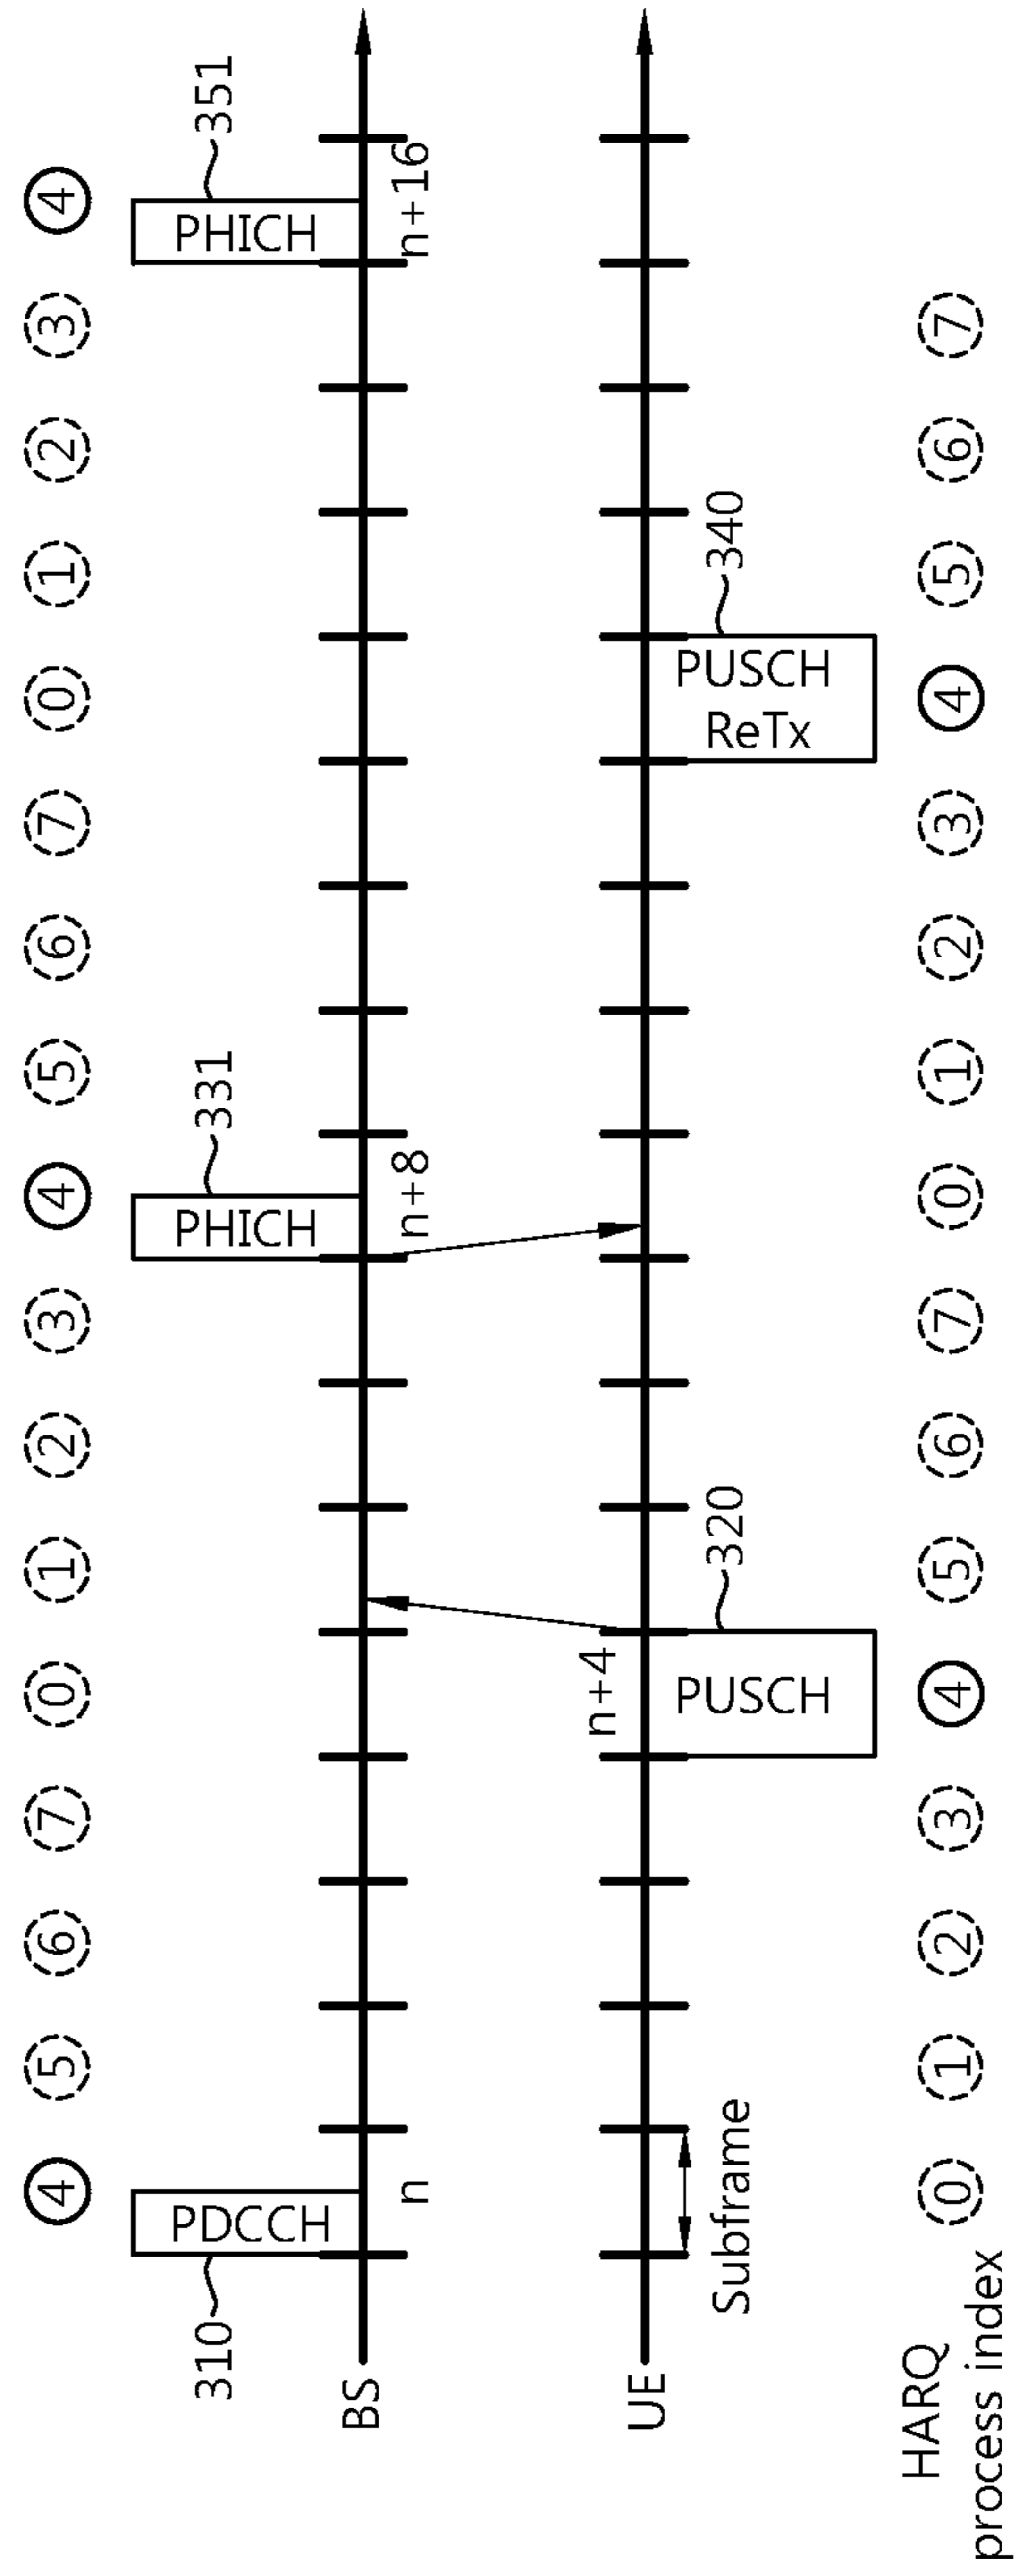 4 5 6 7 0 1 2 3 4 5 6 7 0 1 2 3 4
310 PDCCH PHICH 331 PHICH 351
BS
n n+8 n+16
n+4
UE
PUSCH 320 PUSCH 340
ReTx
Subframe
HARQ
process index
0 1 2 3 4 5 6 7 0 1 2 3 4 5 6 7